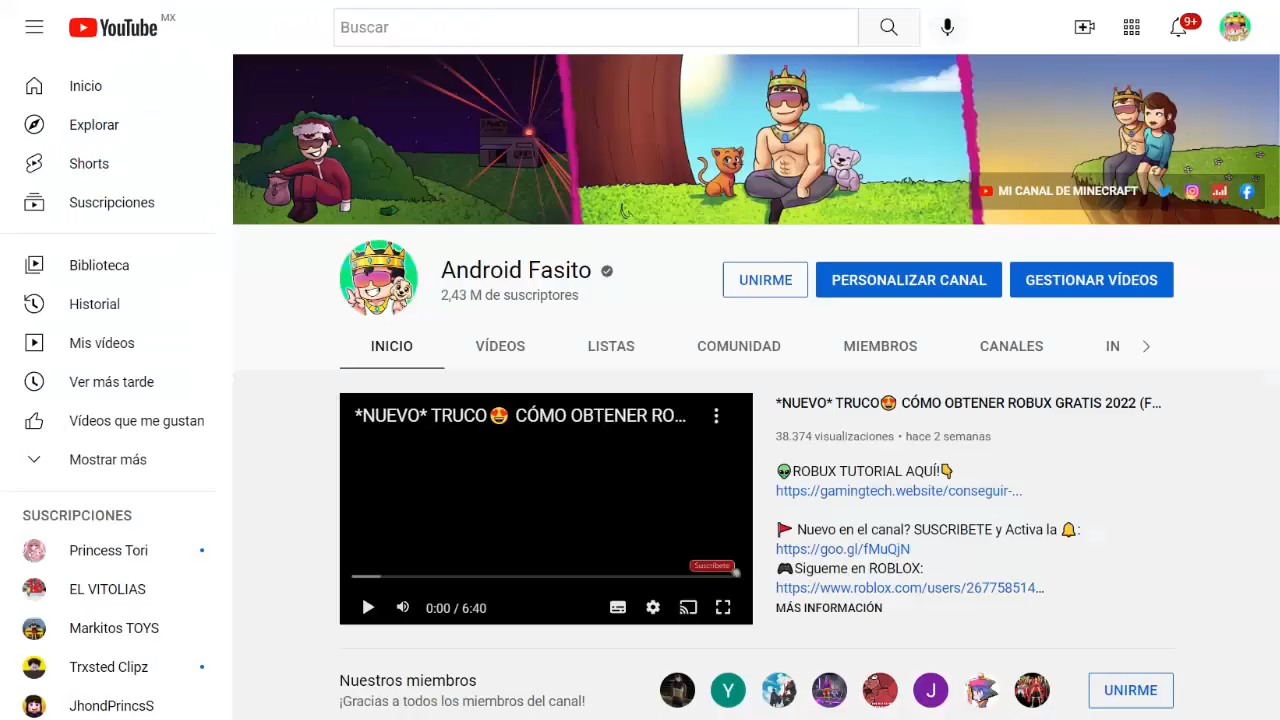 YouTube MX
Buscar
9+
Inicio
Explorar
Shorts
Suscripciones
Biblioteca
Historial
Mis vídeos
Ver más tarde
Vídeos que me gustan
Mostrar más
SUSCRIPCIONES
Princess Tori
EL VITOLIAS
Markitos TOYS
Trxsted Clipz
JhondPrincsS
MI CANAL DE MINECRAFT
Android Fasito
2,43 M de suscriptores
UNIRME
PERSONALIZAR CANAL
GESTIONAR VÍDEOS
INICIO
VÍDEOS
LISTAS
COMUNIDAD
MIEMBROS
CANALES
IN
*NUEVO* TRUCO🤩 CÓMO OBTENER RO...
Suscríbete
0:00 / 6:40
*NUEVO* TRUCO🤩 CÓMO OBTENER ROBUX GRATIS 2022 (F...
38.374 visualizaciones • hace 2 semanas
👽ROBUX TUTORIAL AQUÍ!👇
https://gamingtech.website/conseguir-...
🚩 Nuevo en el canal? SUSCRIBETE y Activa la 🔔:
https://goo.gl/fMuQjN
🎮Sigueme en ROBLOX:
https://www.roblox.com/users/267758514...
MÁS INFORMACIÓN
Nuestros miembros
¡Gracias a todos los miembros del canal!
Y
J
UNIRME